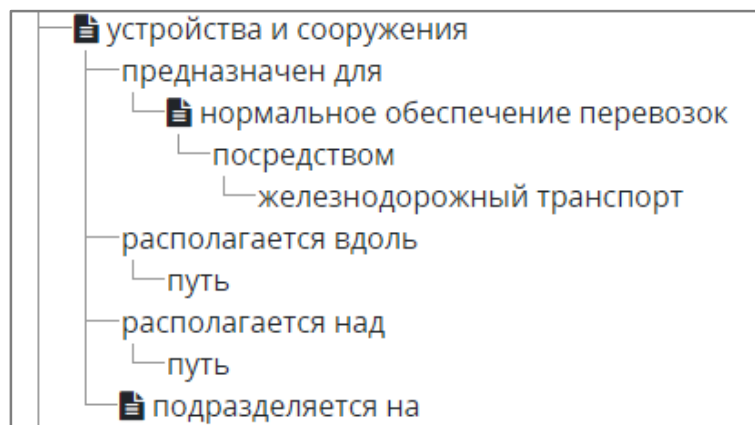 устройства и сооружения
предназначен для
нормальное обеспечение перевозок
посредством
железнодорожный транспорт
располагается вдоль
путь
располагается над
путь
подразделяется на